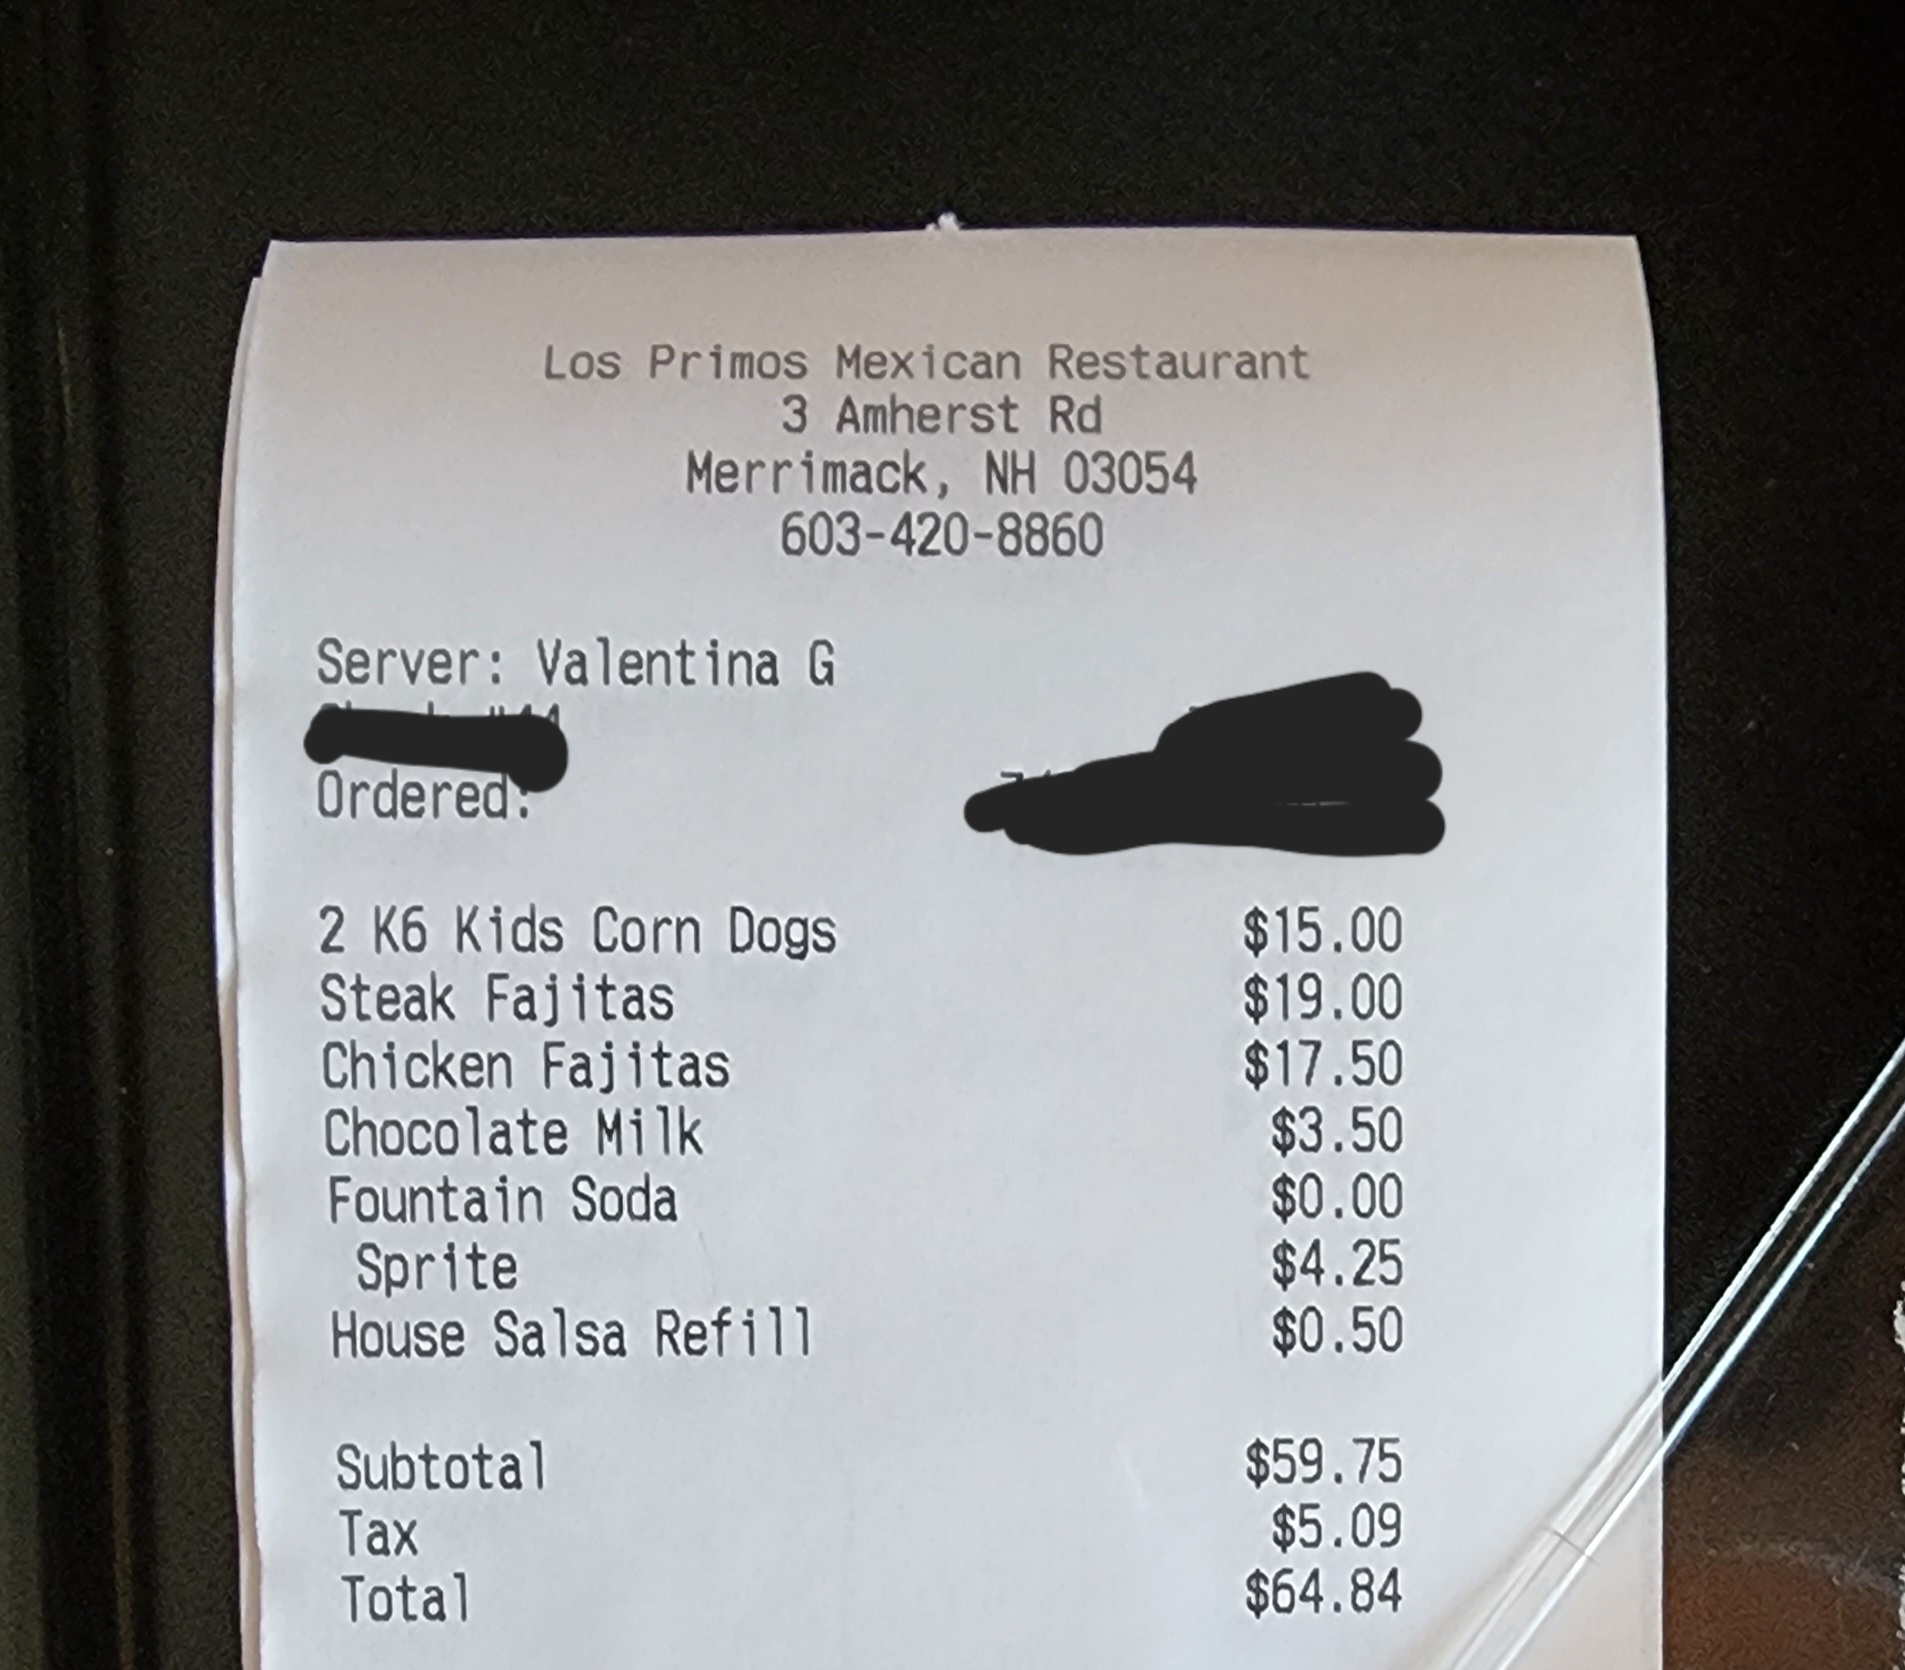 Los Primos Mexican Restaurant
3 Amherst Rd
Merrimack, NH 03054
603-420-8860
Server: Valentina G
Ordered:
2 K6 Kids Corn Dogs $15.00
Steak Fajitas $19.00
Chicken Fajitas $17.50
Chocolate Milk $3.50
Fountain Soda $0.00
Sprite $4.25
House Salsa Refill $0.50
Subtotal $59.75
Tax $5.09
Total $64.84